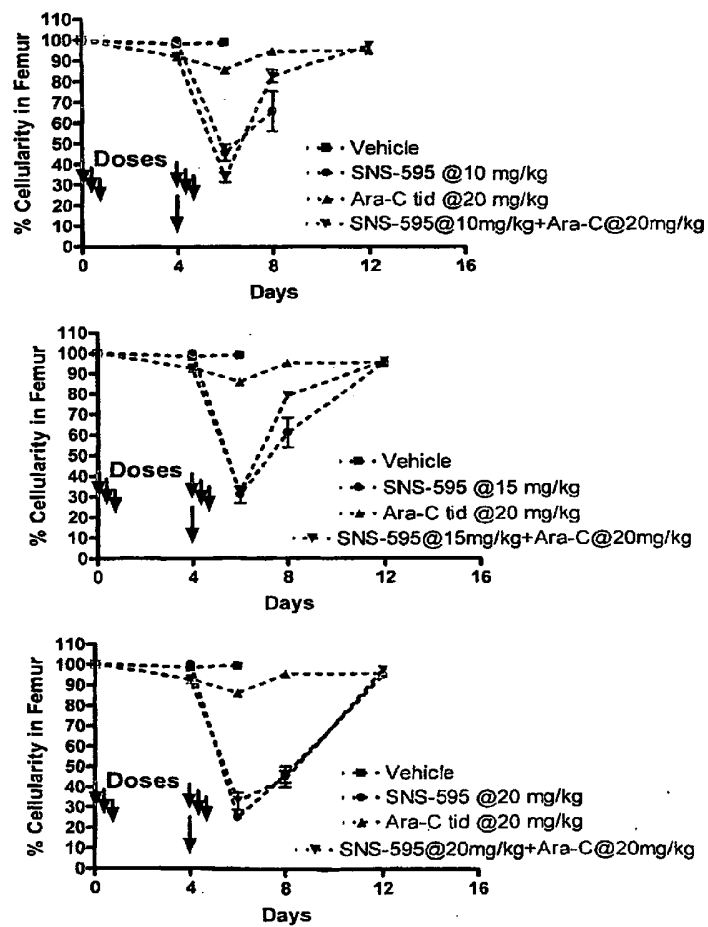 110
100
90
80
70
60
50
40
30
20
10
0
% Cellularity in Femur
Doses
Vehicle
SNS-595 @10 mg/kg
Ara-C tid @20 mg/kg
SNS-595@10mg/kg+Ara-C@20mg/kg
0 4 8 12 16
Days
110
100
90
80
70
60
50
40
30
20
10
0
% Cellularity in Femur
Doses
Vehicle
SNS-595 @15 mg/kg
Ara-C tid @20 mg/kg
SNS-595@15mg/kg+Ara-C@20mg/kg
0 4 8 12 16
Days
110
100
90
80
70
60
50
40
30
20
10
0
% Cellularity in Femur
Doses
Vehicle
SNS-595 @20 mg/kg
Ara-C tid @20 mg/kg
SNS-595@20mg/kg+Ara-C@20mg/kg
0 4 8 12 16
Days